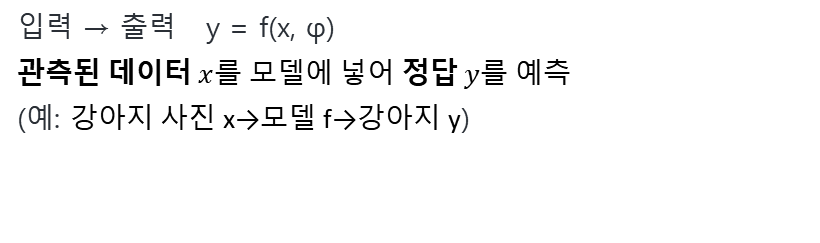 입력 → 출력 y = f(x, φ)
관측된 데이터 x를 모델에 넣어 정답 y를 예측
(예: 강아지 사진 x→모델 f→강아지 y)